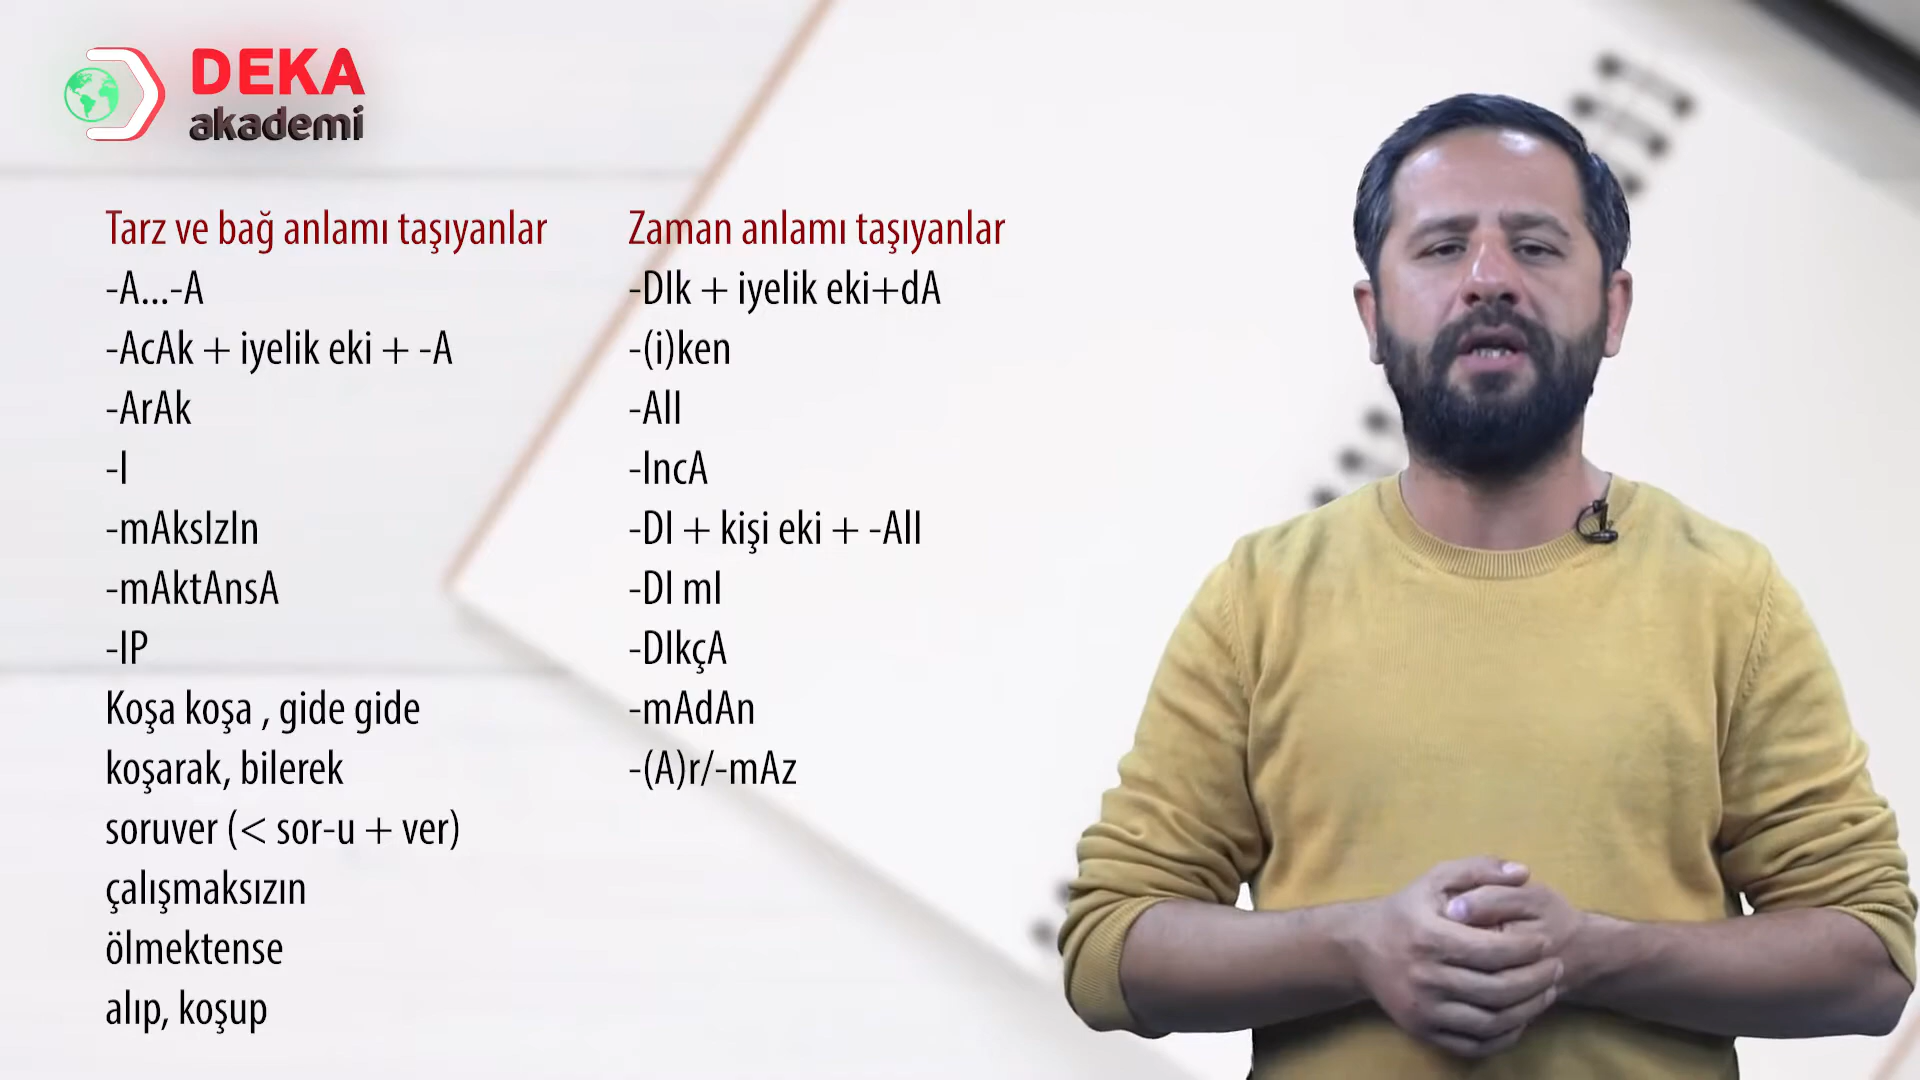 DEKA
akademi
Tarz ve bağ anlamı taşıyanlar
-A...-A
-AcAk + iyelik eki + -A
-ArAk
-I
-mAksIzIn
-mAktAnsA
-IP
Koşa koşa , gide gide
koşarak, bilerek
soruver (< sor-u + ver)
çalışmaksızın
ölmektense
alıp, koşup
Zaman anlamı taşıyanlar
-DIk + iyelik eki+dA
-(i)ken
-AlI
-IncA
-DI + kişi eki + -AlI
-DI mI
-DIkçA
-mAdAn
-(A)r/-mAz